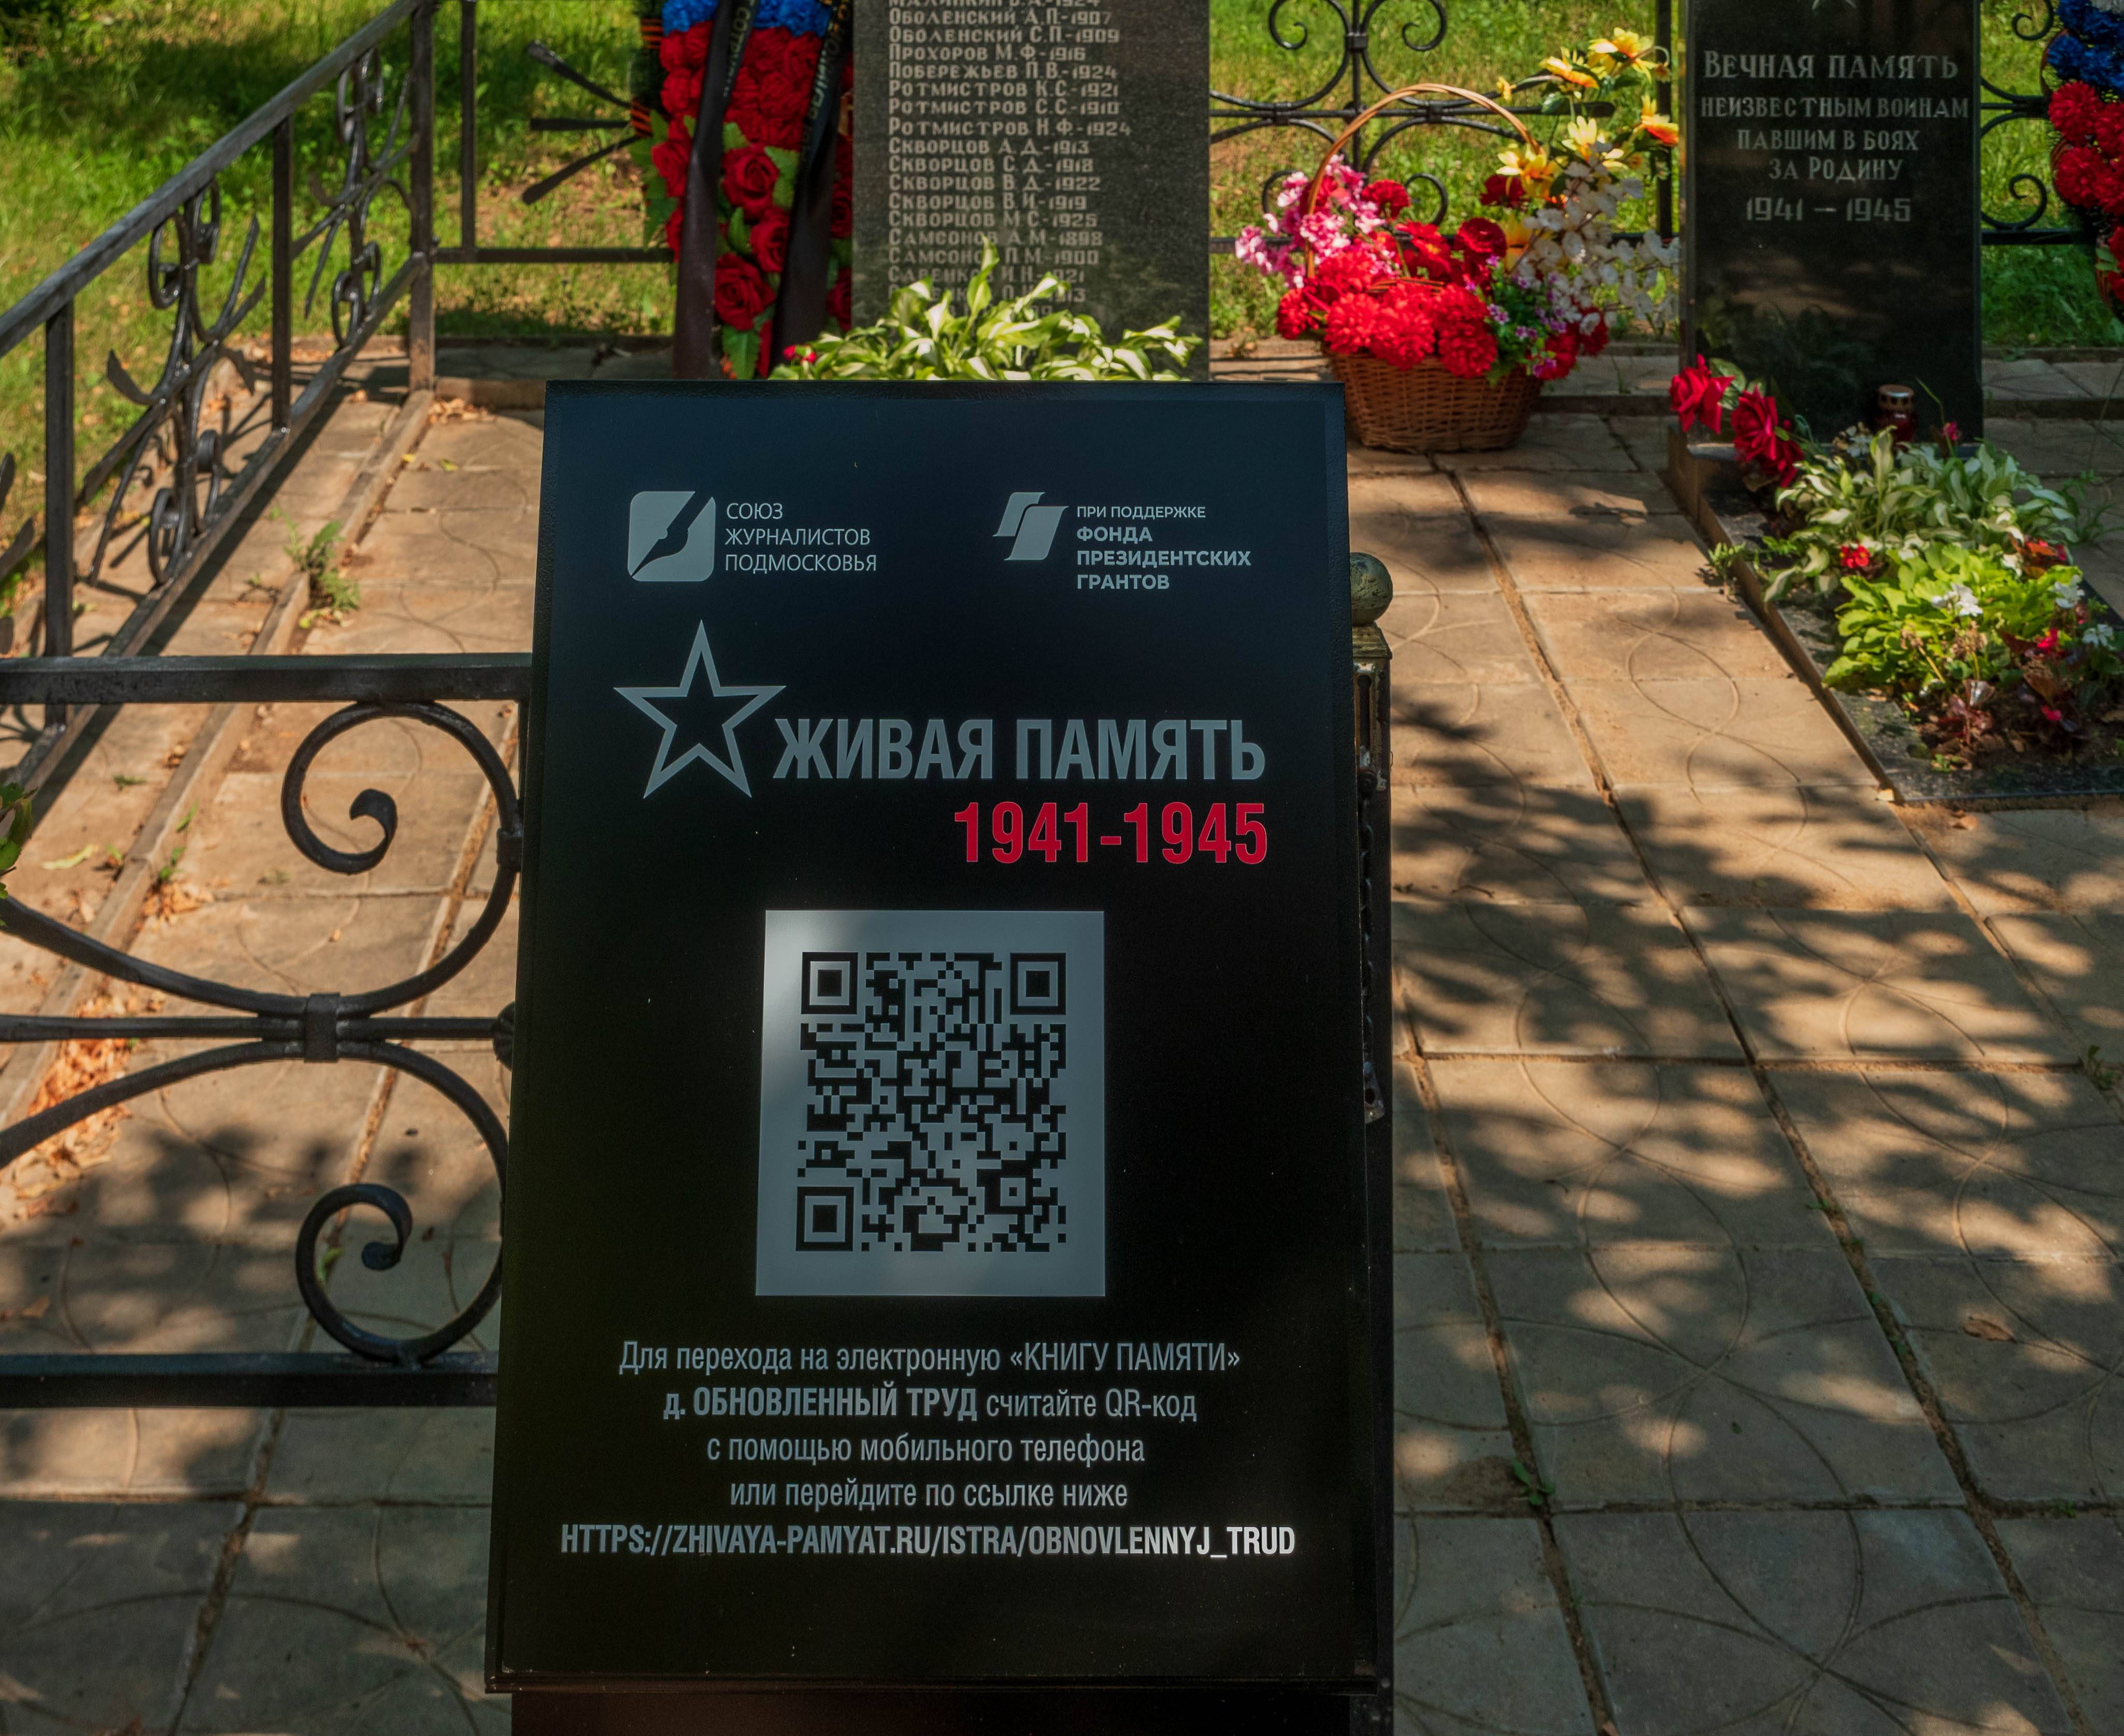 ОБОЛЕНСКИЙ А.П.-1907
ОБОЛЕНСКИЙ С.П.-1909
ПРОХОРОВ М.Ф.-1916
ПОБЕРЕЖЬЕВ П.В.-1924
РОТМИСТРОВ К.С.-1921
РОТМИСТРОВ С.С.-1910
РОТМИСТРОВ Н.Ф.-1924
СКВОРЦОВ А.Д.-1913
СКВОРЦОВ С.Д.-1918
СКВОРЦОВ В.Д.-1922
СКВОРЦОВ В.И.-1919
СКВОРЦОВ М.С.-1925
САМСОНОВ А.М-1898
САМСОНОВ П.М-1900
ВЕЧНАЯ ПАМЯТЬ
НЕИЗВЕСТНЫМ ВОИНАМ
ПАВШИМ В БОЯХ
ЗА РОДИНУ
1941 – 1945
СОЮЗ
ЖУРНАЛИСТОВ
ПОДМОСКОВЬЯ
ПРИ ПОДДЕРЖКЕ
ФОНДА
ПРЕЗИДЕНТСКИХ
ГРАНТОВ
ЖИВАЯ ПАМЯТЬ
1941-1945
Для перехода на электронную «КНИГУ ПАМЯТИ»
д. ОБНОВЛЕННЫЙ ТРУД считайте QR-код
с помощью мобильного телефона
или перейдите по ссылке ниже
HTTPS://ZHIVAYA-PAMYAT.RU/ISTRA/OBNOVLENNYJ_TRUD